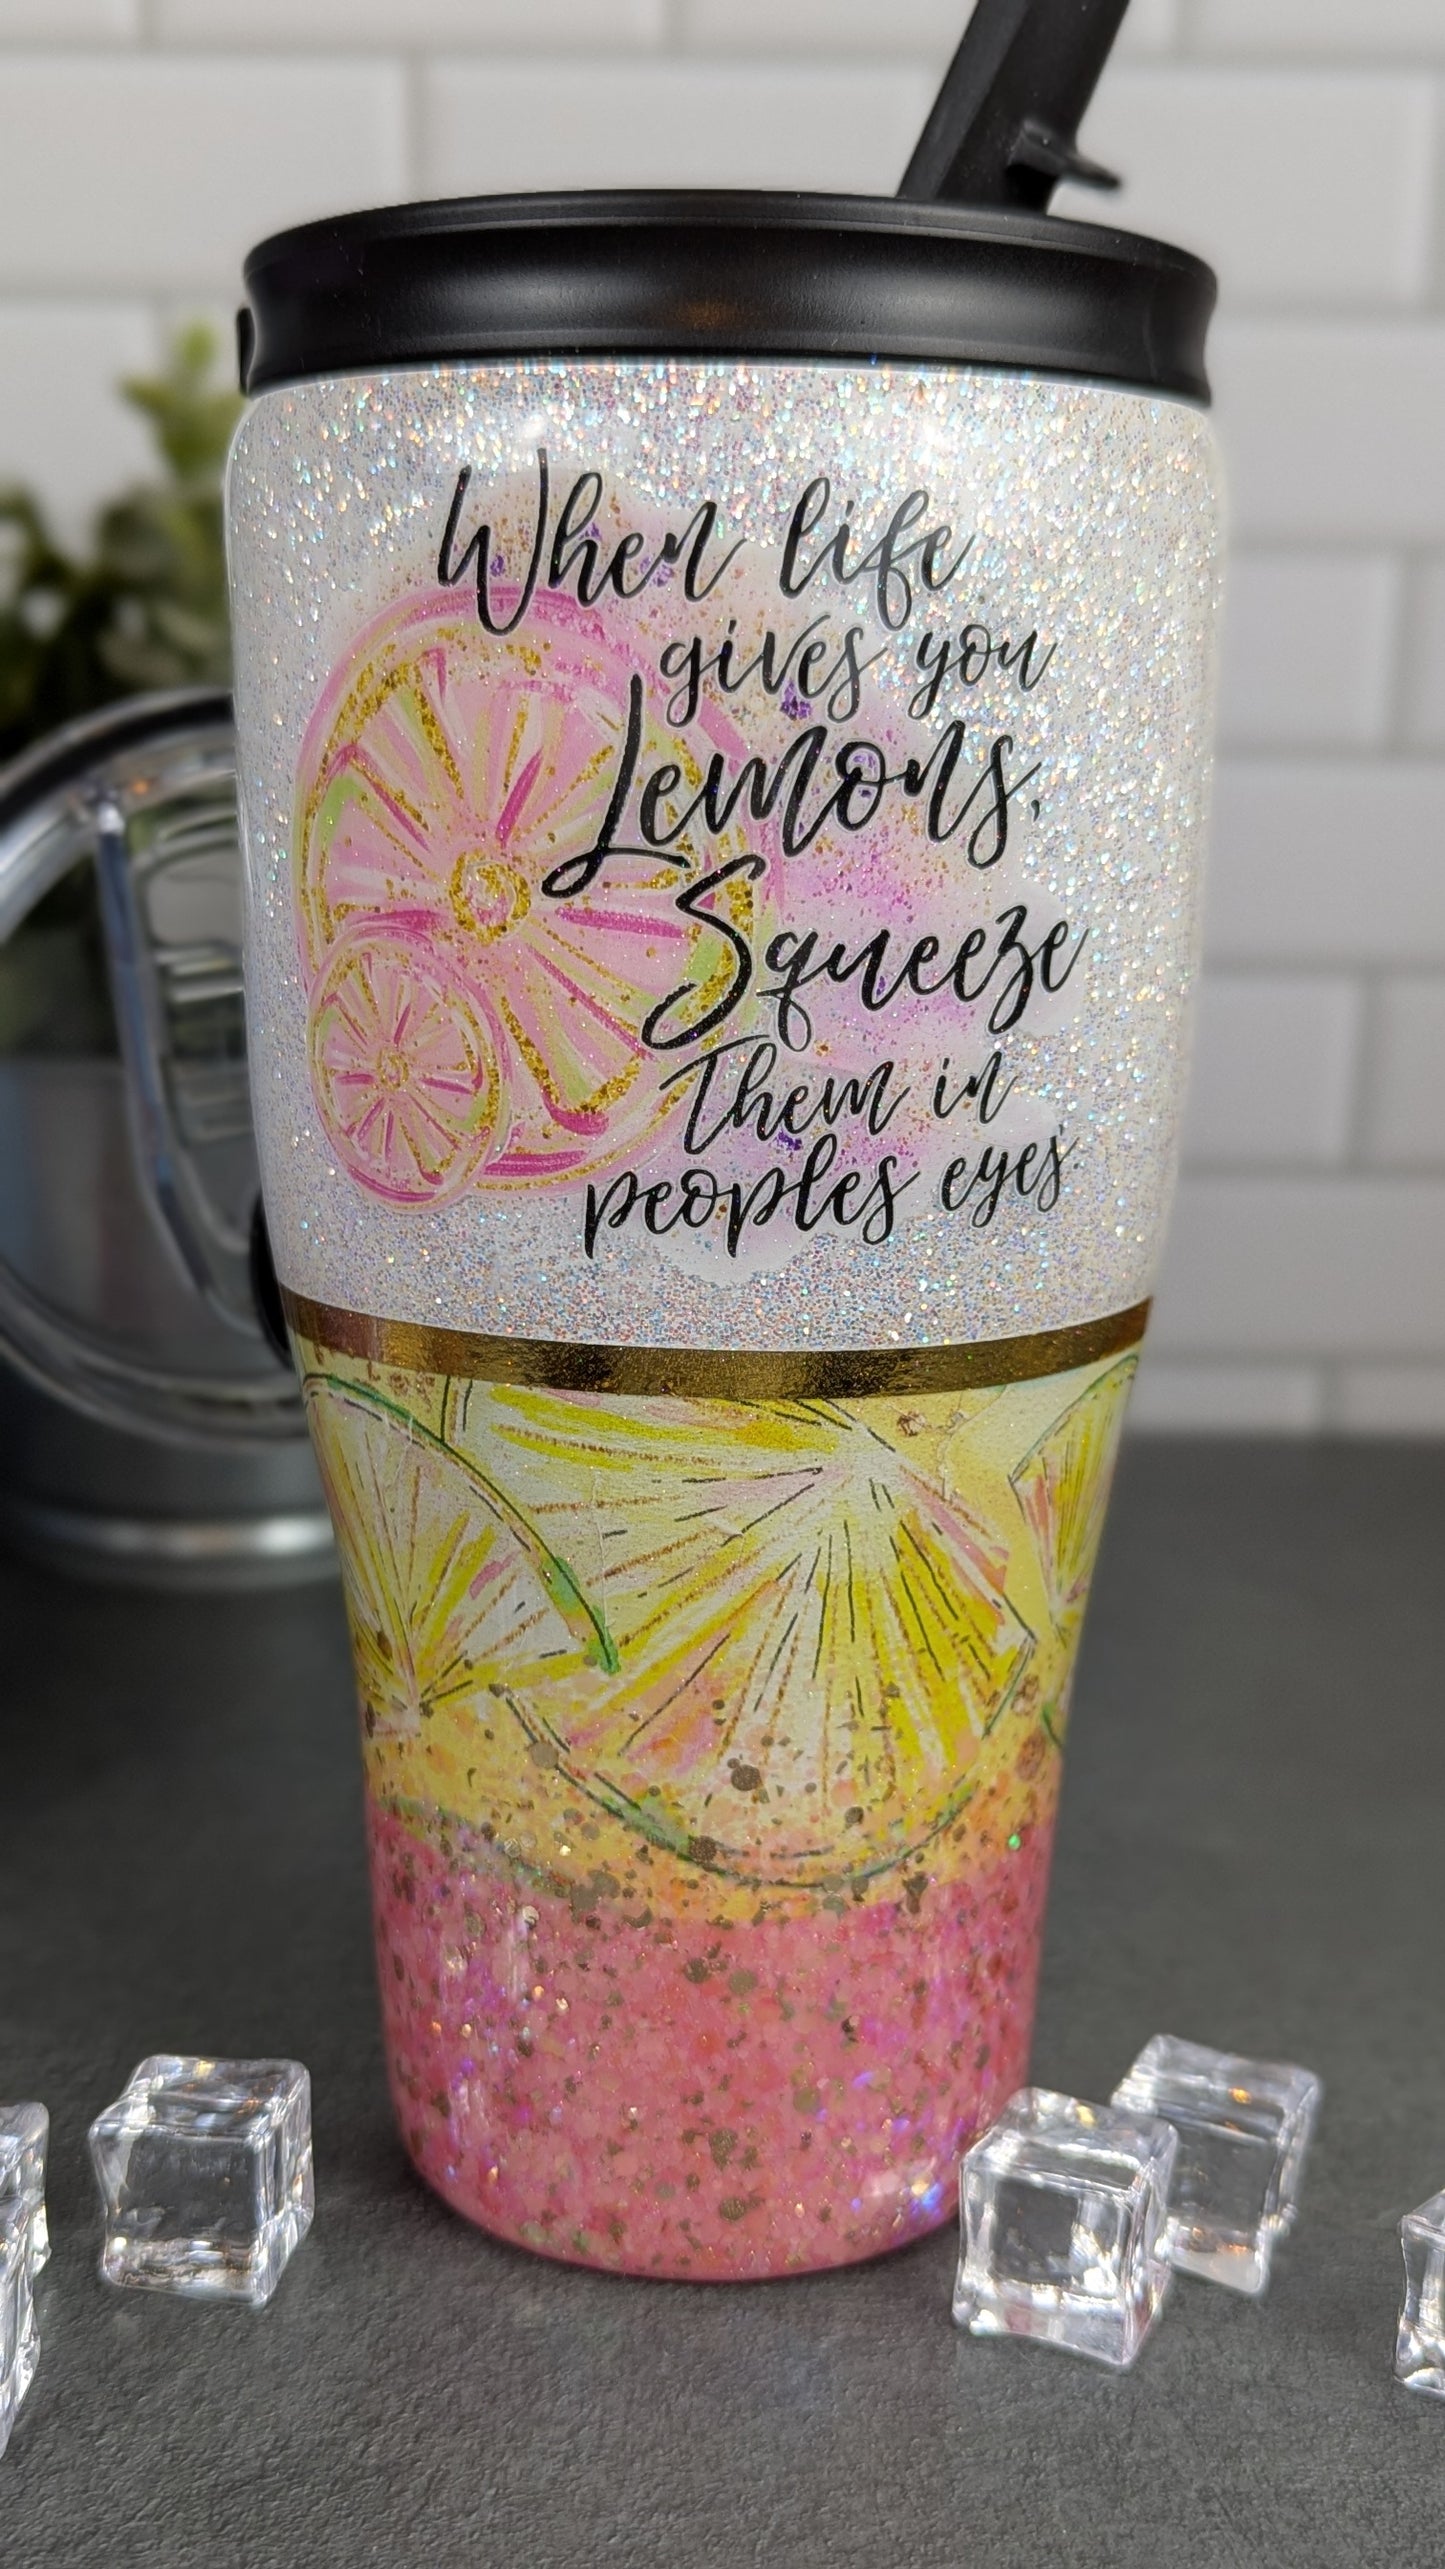 When life
gives you
Lemons,
Squeeze
Them in
peoples eyes